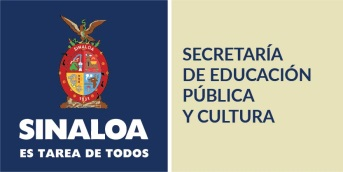 SINALOA
ES TAREA DE TODOS
SECRETARÍA
DE EDUCACIÓN
PÚBLICA
Y CULTURA